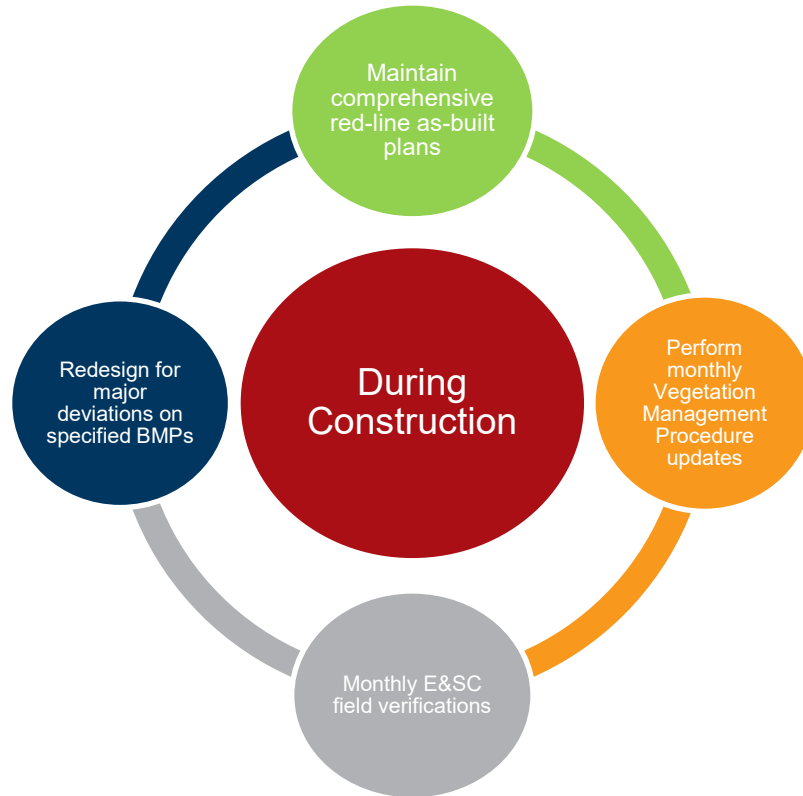 Maintain
comprehensive
red-line as-built
plans
Perform
monthly
Vegetation
Management
Procedure
updates
Monthly E&SC
field verifications
Redesign for
major
deviations on
specified BMPs
During
Construction